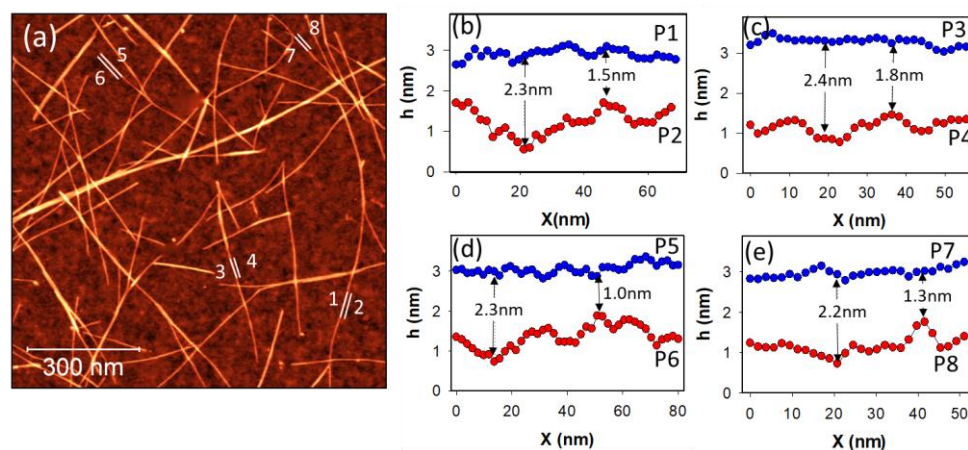 (a)
8
5
7
6
3
4
1
2
300 nm
(b)
P1
3
1.5nm
2.3nm
2
h (nm)
1
P2
0
0 20 40 60
X(nm)
(c)
P3
3
2.4nm
1.8nm
2
h (nm)
1
P4
0
0 10 20 30 40 50
X (nm)
(d)
P5
3
2.3nm
1.0nm
2
h (nm)
1
P6
0
0 20 40 60 80
X (nm)
(e)
P7
3
1.3nm
2.2nm
2
h (nm)
1
P8
0
0 10 20 30 40 50
X (nm)